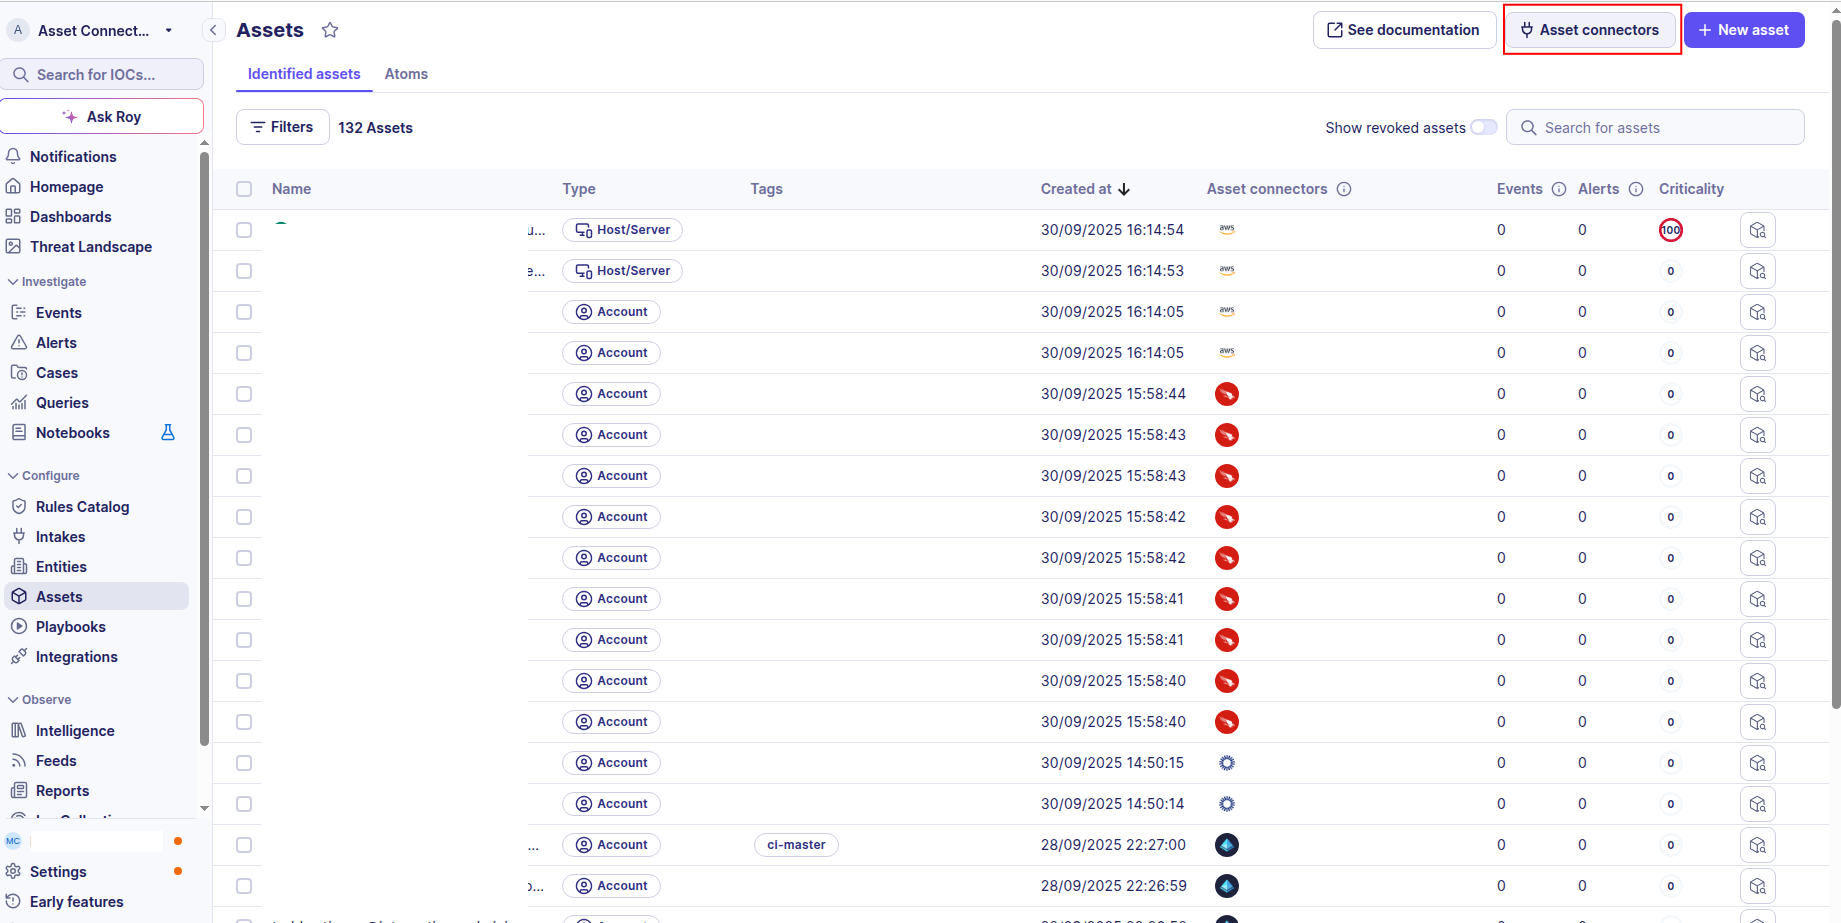 A Asset Connect...
Search for IOCs...
Ask Roy
Notifications
Homepage
Dashboards
Threat Landscape
Investigate
Events
Alerts
Cases
Queries
Notebooks
Configure
Rules Catalog
Intakes
Entities
Assets
Playbooks
Integrations
Observe
Intelligence
Feeds
Reports
MC
Settings
Early features
Assets
See documentation
Asset connectors
+ New asset
Identified assets Atoms
Filters 132 Assets Show revoked assets Search for assets
Name Type Tags Created at Asset connectors Events Alerts Criticality
u... Host/Server 30/09/2025 16:14:54 aws 0 0 100
e... Host/Server 30/09/2025 16:14:53 aws 0 0 0
Account 30/09/2025 16:14:05 aws 0 0 0
Account 30/09/2025 16:14:05 aws 0 0 0
Account 30/09/2025 15:58:44 0 0 0
Account 30/09/2025 15:58:43 0 0 0
Account 30/09/2025 15:58:43 0 0 0
Account 30/09/2025 15:58:42 0 0 0
Account 30/09/2025 15:58:42 0 0 0
Account 30/09/2025 15:58:41 0 0 0
Account 30/09/2025 15:58:41 0 0 0
Account 30/09/2025 15:58:40 0 0 0
Account 30/09/2025 15:58:40 0 0 0
Account 30/09/2025 14:50:15 0 0 0
Account 30/09/2025 14:50:14 0 0 0
... Account ci-master 28/09/2025 22:27:00 0 0 0
o... Account 28/09/2025 22:26:59 0 0 0